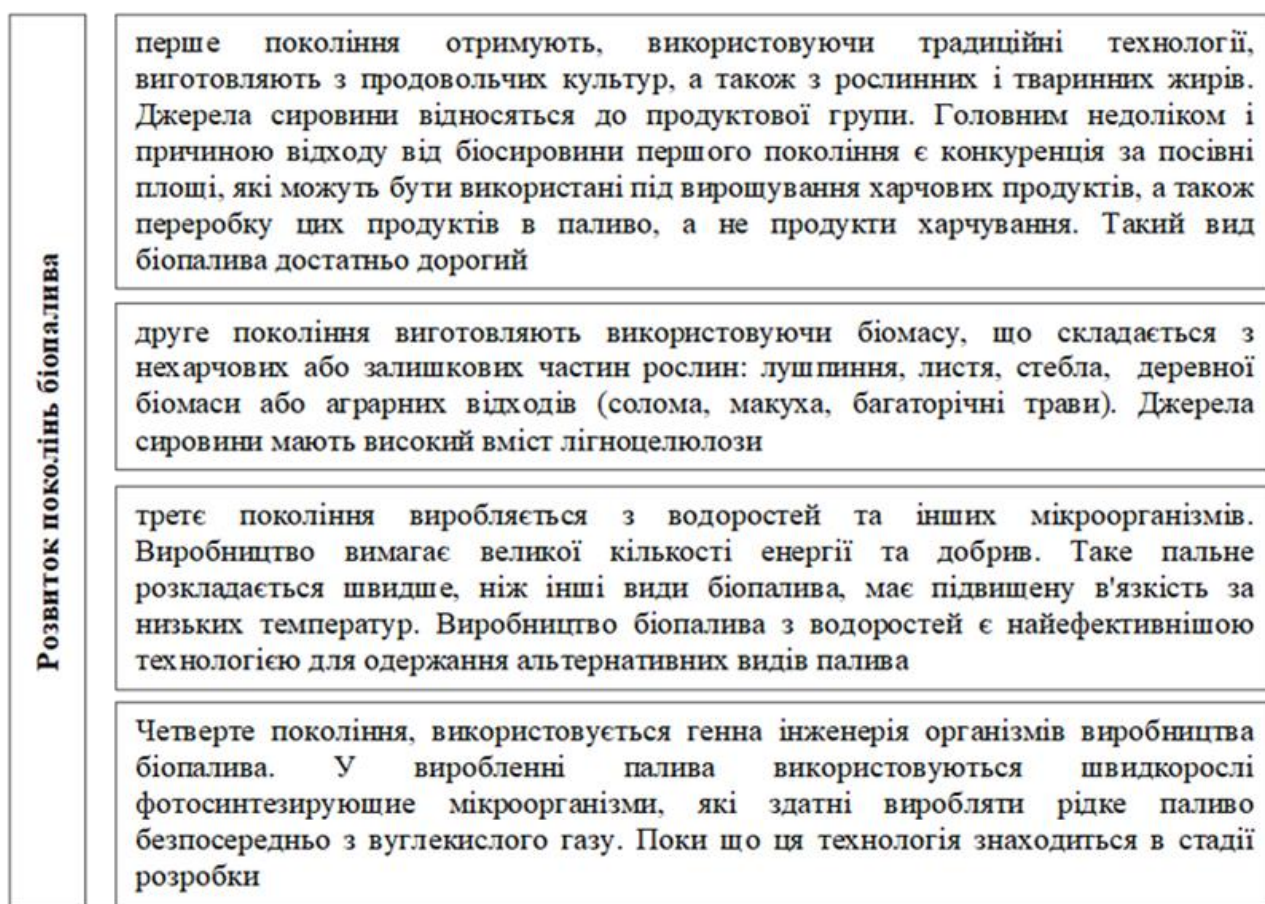 Розвиток поколінь біопалива
перше покоління отримують, використовуючи традиційні технології,
виготовляють з продовольчих культур, а також з рослинних і тваринних жирів.
Джерела сировини відносяться до продуктової групи. Головним недоліком і
причиною відходу від біосировини першого покоління є конкуренція за посівні
площі, які можуть бути використані під вирощування харчових продуктів, а також
переробку цих продуктів в паливо, а не продукти харчування. Такий вид
біопалива достатньо дорогий
друге покоління виготовляють використовуючи біомасу, що складається з
нехарчових або залишкових частин рослин: лушпиння, листя, стебла, деревної
біомаси або аграрних відходів (солома, макуха, багаторічні трави). Джерела
сировини мають високий вміст лігноцелюлози
третє покоління виробляється з водоростей та інших мікроорганізмів.
Виробництво вимагає великої кількості енергії та добрив. Таке пальне
розкладається швидше, ніж інші види біопалива, має підвищену в'язкість за
низьких температур. Виробництво біопалива з водоростей є найефективнішою
технологією для одержання альтернативних видів палива
Четверте покоління, використовується генна інженерія організмів виробництва
біопалива. У виробленні палива використовуються швидкорослі
фотосинтезирующие мікроорганізми, які здатні виробляти рідке паливо
безпосередньо з вуглекислого газу. Поки що ця технологія знаходиться в стадії
розробки